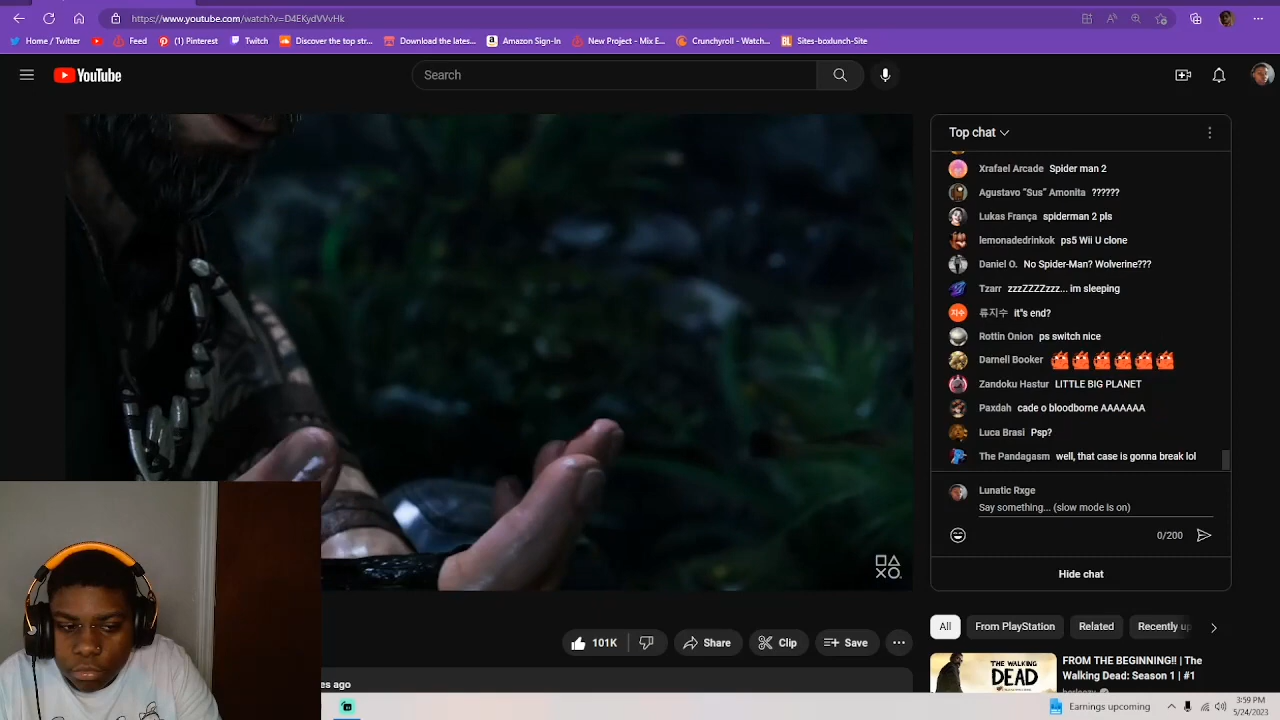 https://www.youtube.com/watch?v=D4EKydVVvHk
Home / Twitter
Feed
(1) Pinterest
Twitch
Discover the top str...
Download the lates...
Amazon Sign-In
New Project - Mix E...
Crunchyroll - Watch...
BL Sites-boxlunch-Site
YouTube
Search
Top chat
Xrafael Arcade Spider man 2
Agustavo "Sus" Amonita ??????
Lukas França spiderman 2 pls
lemonadedrinkok ps5 Wii U clone
Daniel O. No Spider-Man? Wolverine???
Tzarr zzzZZZZzzz... im sleeping
지수 류지수 it"s end?
Rottin Onion ps switch nice
Darnell Booker
Zandoku Hastur LITTLE BIG PLANET
Paxdah cade o bloodborne AAAAAAA
Luca Brasi Psp?
The Pandagasm well, that case is gonna break lol
Lunatic Rxge
Say something... (slow mode is on)
0/200
Hide chat
All
From PlayStation
Related
Recently up
101K
Share
Clip
Save
es ago
THE WALKING
DEAD
FROM THE BEGINNING!! | The
Walking Dead: Season 1 | #1
Earnings upcoming
3:59 PM
5/24/2023